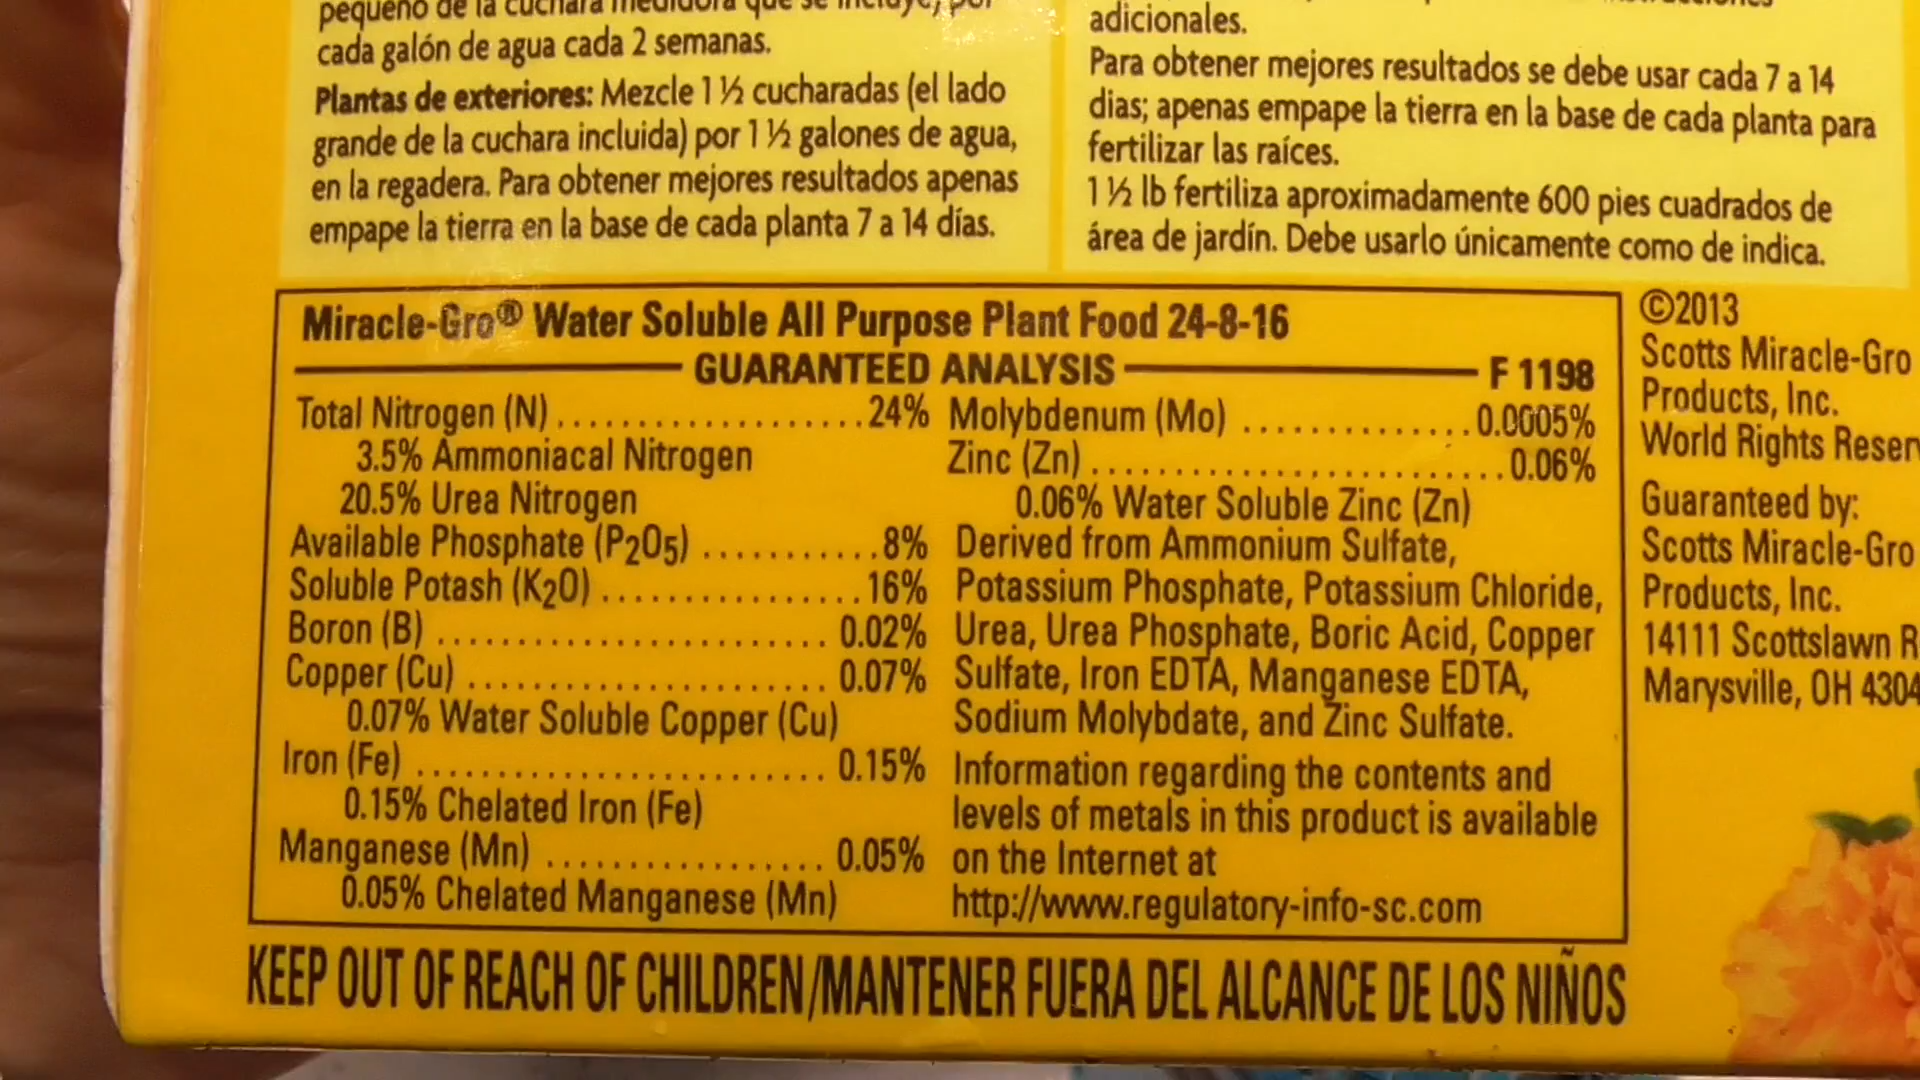 pequeño de la cuchara medidora que se incluye, por
cada galón de agua cada 2 semanas.
Plantas de exteriores: Mezcle 1 ½ cucharadas (el lado
grande de la cuchara incluida) por 1 ½ galones de agua,
en la regadera. Para obtener mejores resultados apenas
empape la tierra en la base de cada planta 7 a 14 días.
adicionales.
Para obtener mejores resultados se debe usar cada 7 a 14
dias; apenas empape la tierra en la base de cada planta para
fertilizar las raíces.
1 ½ lb fertiliza aproximadamente 600 pies cuadrados de
área de jardín. Debe usarlo únicamente como de indica.
Miracle-Gro® Water Soluble All Purpose Plant Food 24-8-16
GUARANTEED ANALYSIS
F 1198
Total Nitrogen (N) .................. 24%
3.5% Ammoniacal Nitrogen
20.5% Urea Nitrogen
Available Phosphate (P2O5) ........... 8%
Soluble Potash (K2O) ................ 16%
Boron (B) ........................ 0.02%
Copper (Cu) ...................... 0.07%
0.07% Water Soluble Copper (Cu)
Iron (Fe) ......................... 0.15%
0.15% Chelated Iron (Fe)
Manganese (Mn) ................ 0.05%
0.05% Chelated Manganese (Mn)
Molybdenum (Mo) .............. 0.0005%
Zinc (Zn) ......................... 0.06%
0.06% Water Soluble Zinc (Zn)
Derived from Ammonium Sulfate,
Potassium Phosphate, Potassium Chloride,
Urea, Urea Phosphate, Boric Acid, Copper
Sulfate, Iron EDTA, Manganese EDTA,
Sodium Molybdate, and Zinc Sulfate.
Information regarding the contents and
levels of metals in this product is available
on the Internet at
http://www.regulatory-info-sc.com
©2013
Scotts Miracle-Gro
Products, Inc.
World Rights Reser
Guaranteed by:
Scotts Miracle-Gro
Products, Inc.
14111 Scottslawn R
Marysville, OH 4304
KEEP OUT OF REACH OF CHILDREN/MANTENER FUERA DEL ALCANCE DE LOS NIÑOS